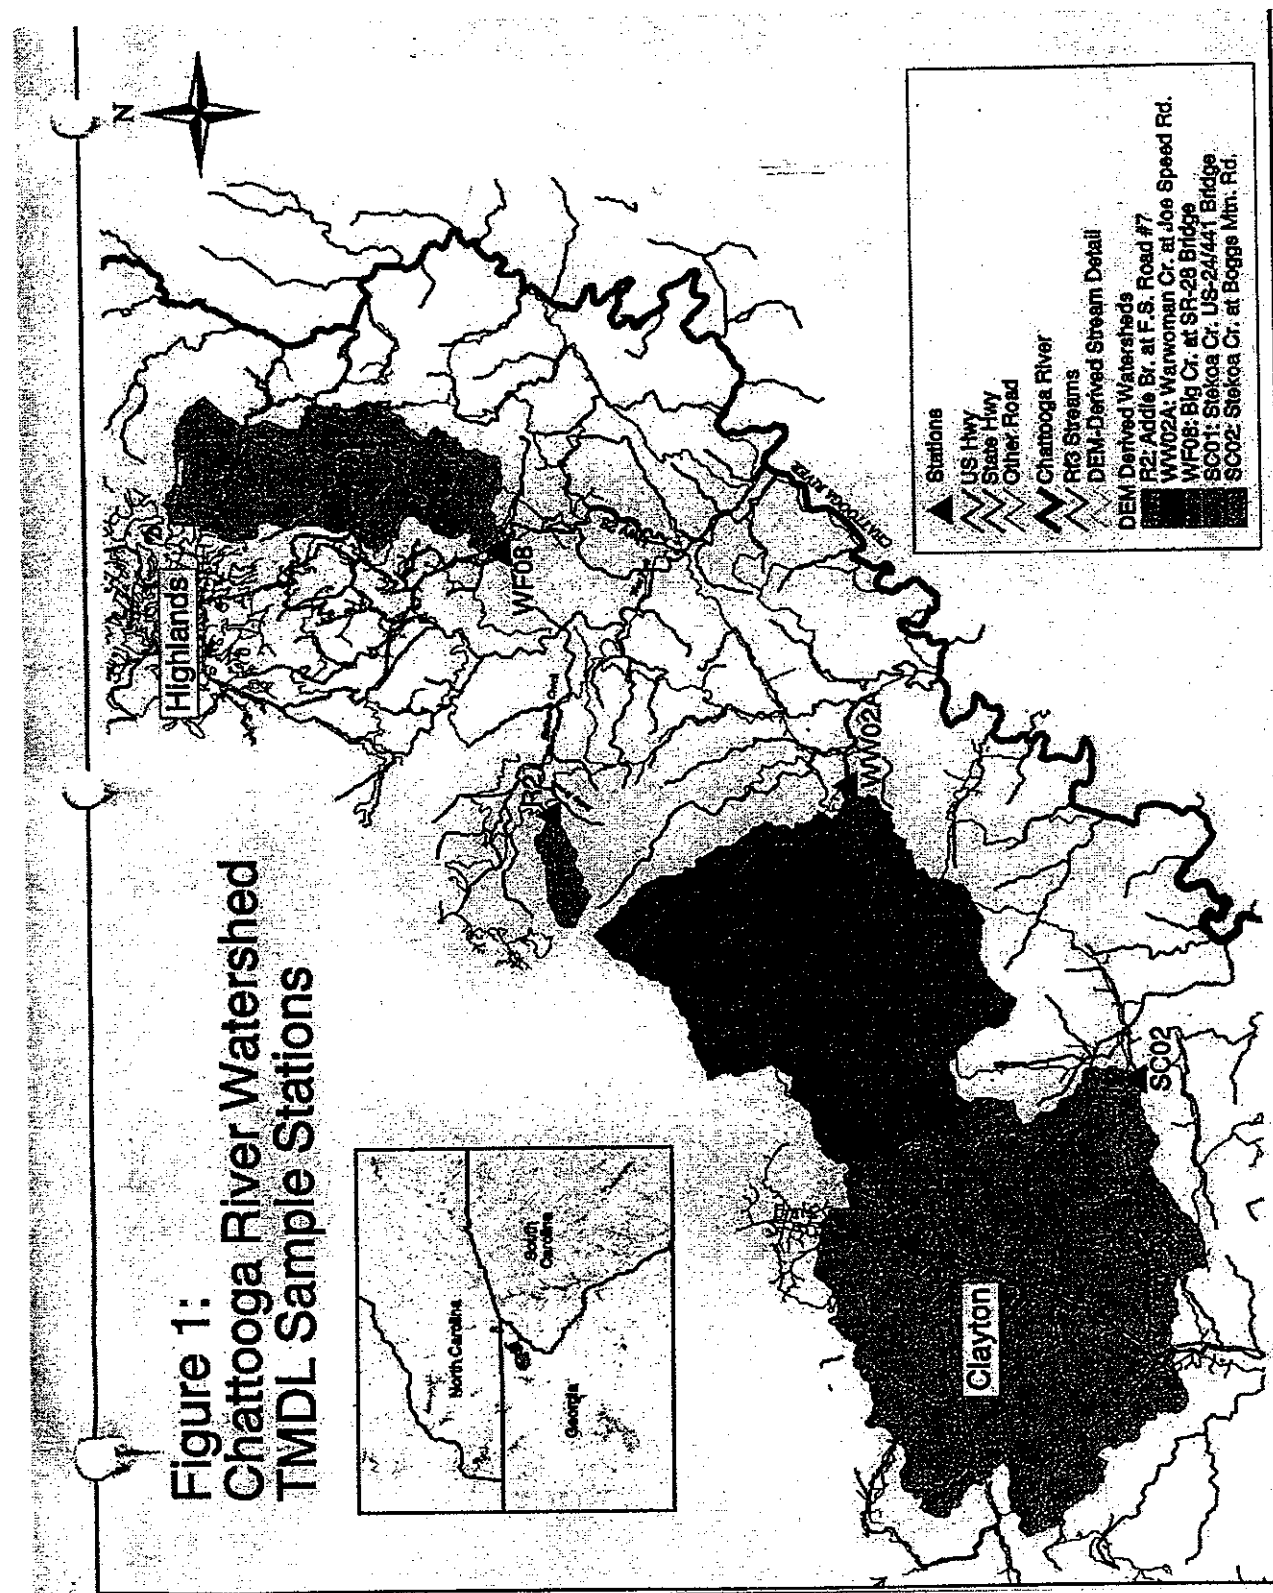 Figure 1:
Chattooga River Watershed
TMDL Sample Stations
N
Highlands
WF08
R2
WW02A
SC02
Clayton
CHATTOOGA RIVER
North Carolina
South
Carolina
Georgia
Stations
US Hwy
State Hwy
Other Road
Chattooga River
Rf3 Streams
DEM-Derived Stream Detail
DEM Derived Watersheds
R2: Addie Br. at F.S. Road #7
WW02A: Warwoman Cr. at Joe Speed Rd.
WF08: Big Cr. at SR-28 Bridge
SC01: Stekoa Cr. US-24/441 Bridge
SC02: Stekoa Cr. at Boggs Mtn. Rd.